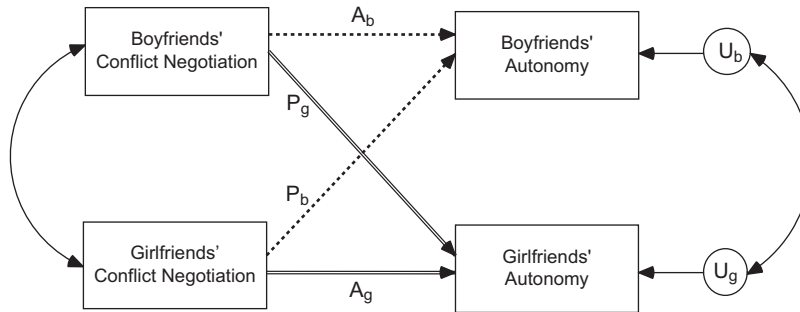 Boyfriends'
Conflict Negotiation
A_b
Boyfriends'
Autonomy
U_b
P_g
P_b
Girlfriends’
Conflict Negotiation
A_g
Girlfriends'
Autonomy
U_g